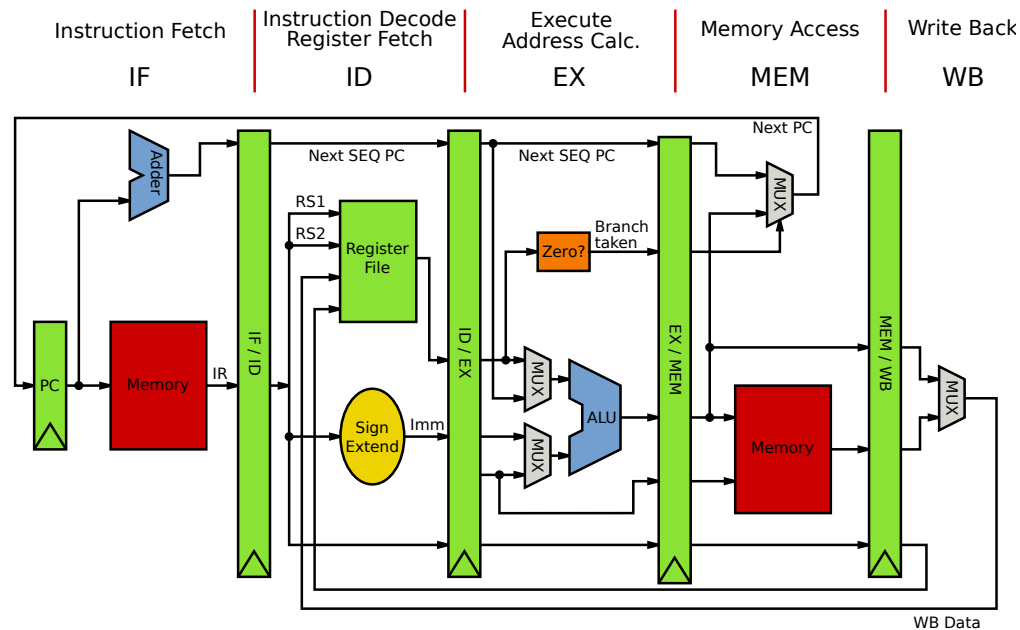 Instruction Fetch
Instruction Decode
Register Fetch
Execute
Address Calc.
Memory Access
Write Back
IF
ID
EX
MEM
WB
Next PC
Adder
Next SEQ PC
Next SEQ PC
MUX
RS1
RS2
Register
File
Branch
taken
Zero?
IF / ID
ID / EX
EX / MEM
MEM / WB
PC
Memory
IR
MUX
ALU
MUX
Sign
Extend
Imm
MUX
Memory
MUX
WB Data